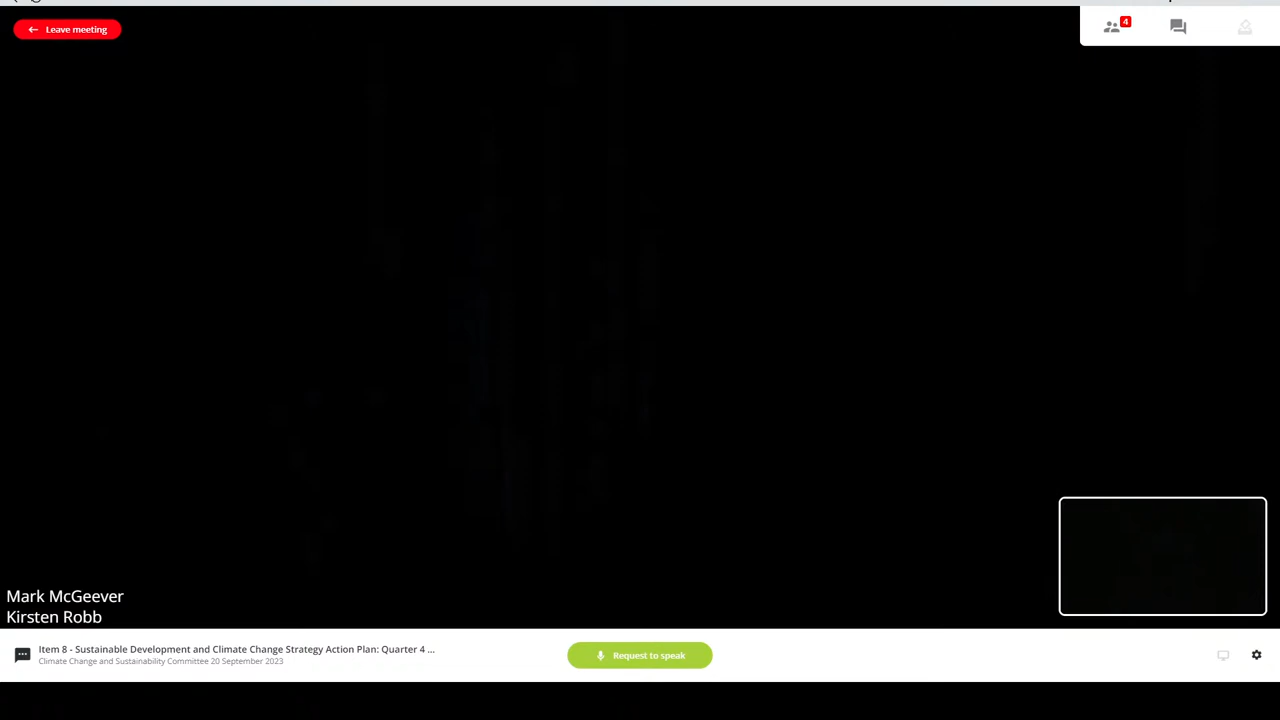 Leave meeting
4
Mark McGeever
Kirsten Robb
Item 8 - Sustainable Development and Climate Change Strategy Action Plan: Quarter 4 ...
Climate Change and Sustainability Committee 20 September 2023
Request to speak